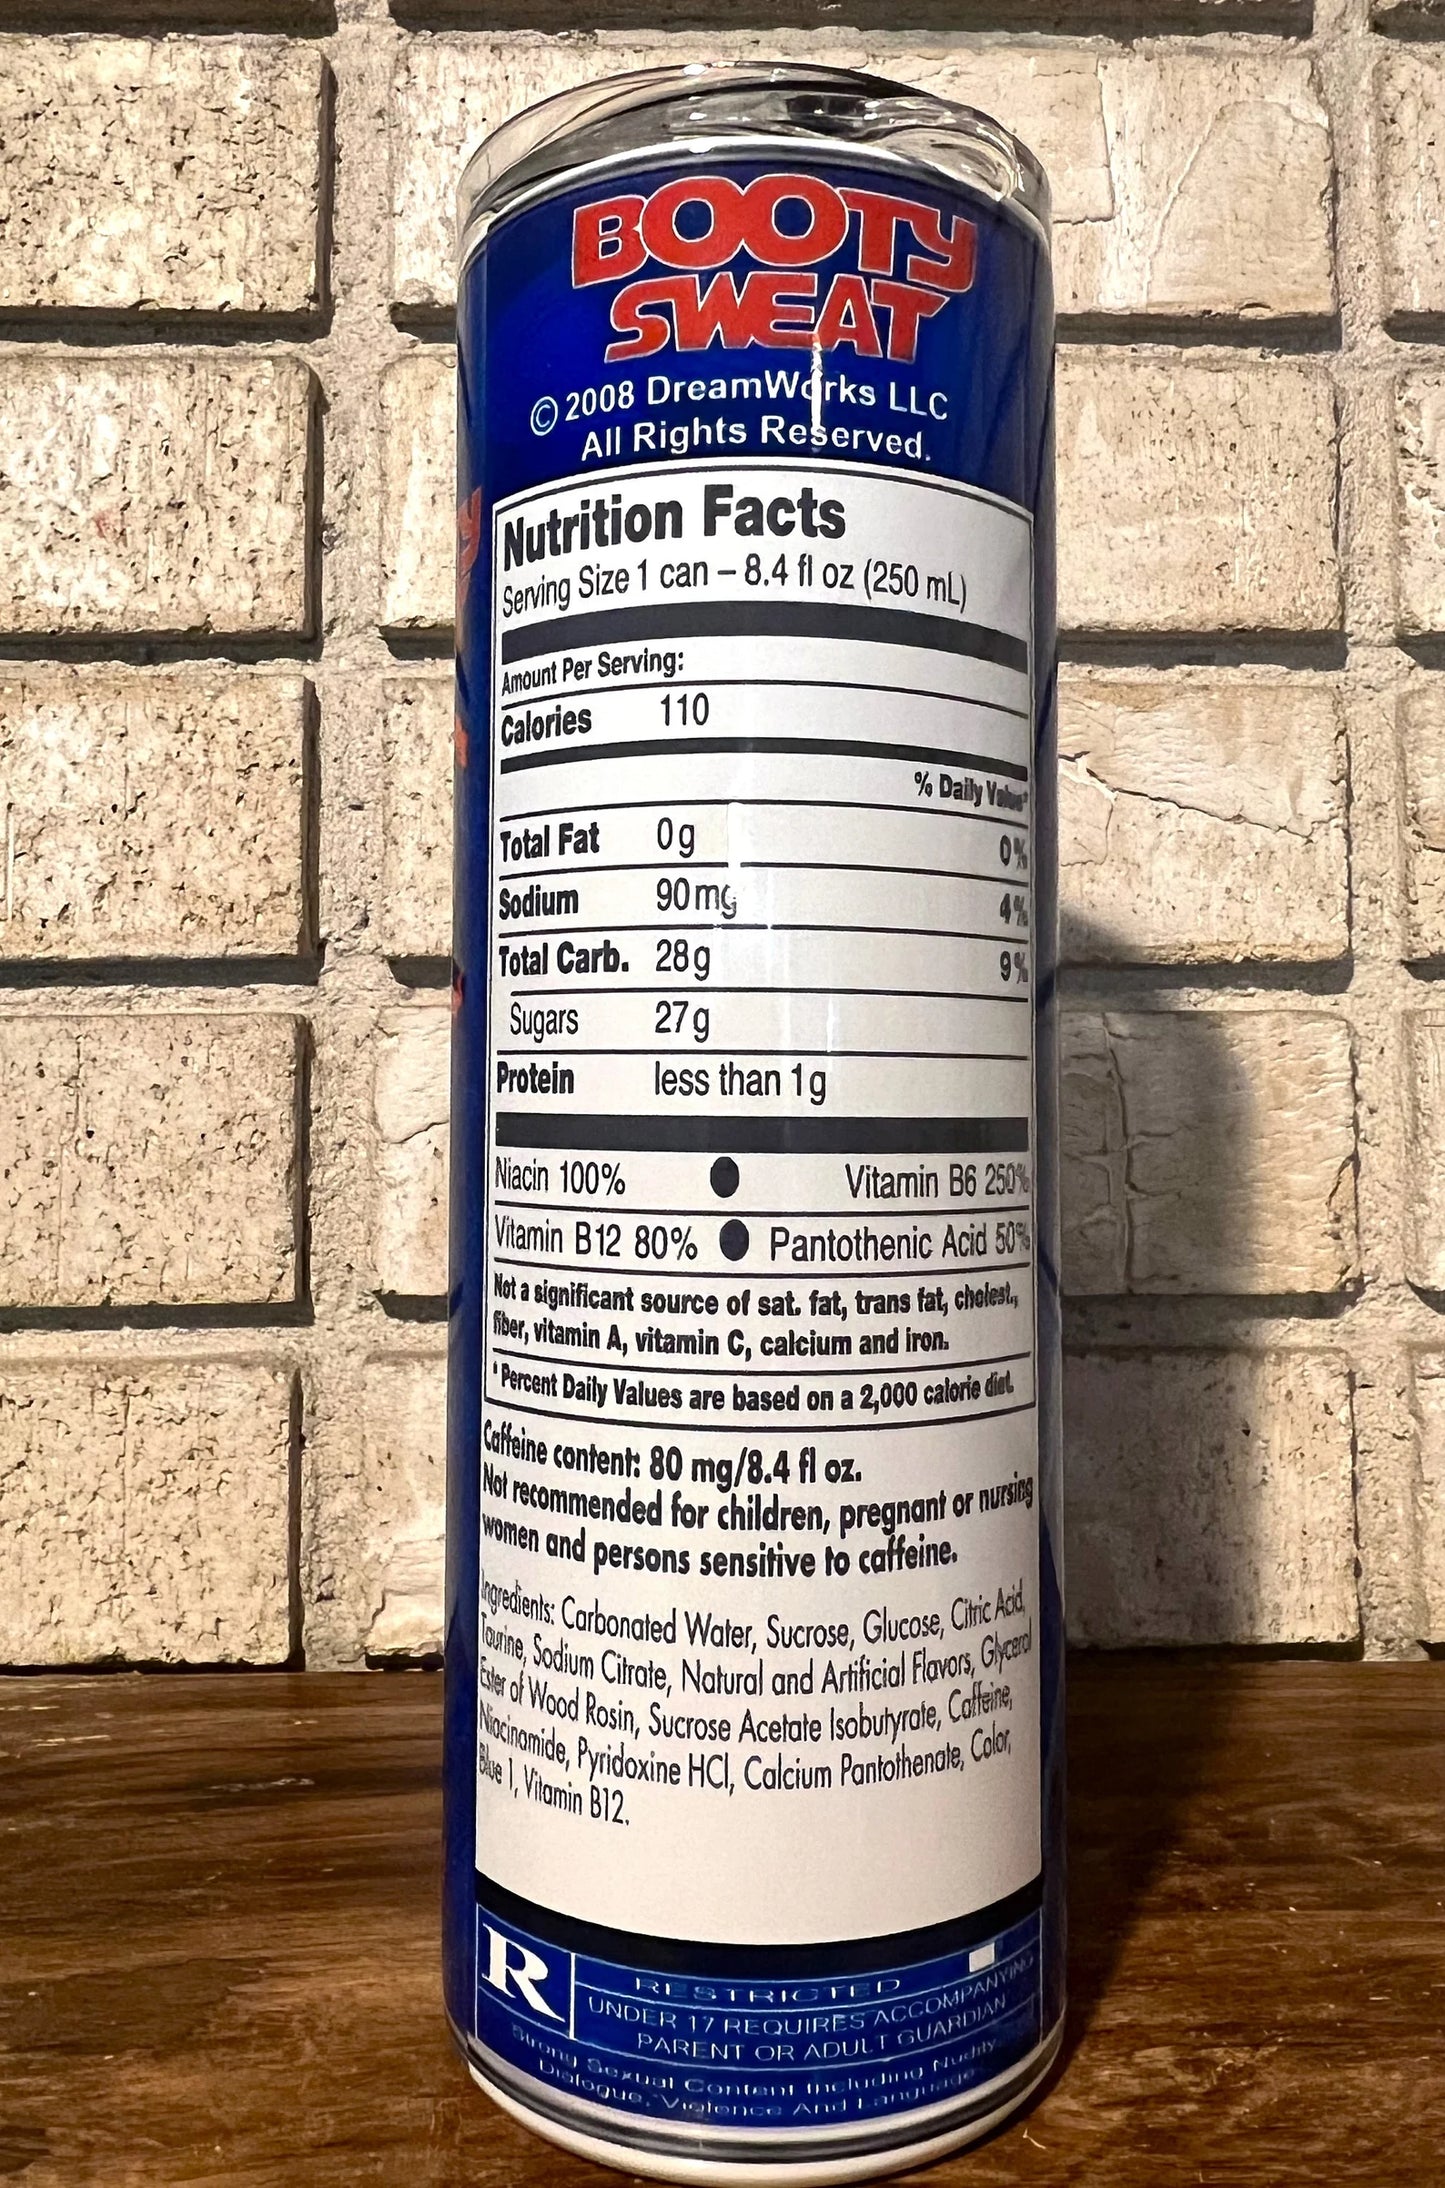 BOOTY
SWEAT
© 2008 DreamWorks LLC
All Rights Reserved.
Nutrition Facts
Serving Size 1 can – 8.4 fl oz (250 mL)
Amount Per Serving:
Calories 110
% Daily Value*
Total Fat 0g 0%
Sodium 90mg 4%
Total Carb. 28g 9%
Sugars 27g
Protein less than 1g
Niacin 100% ● Vitamin B6 250%
Vitamin B12 80% ● Pantothenic Acid 50%
Not a significant source of sat. fat, trans fat, cholest.,
fiber, vitamin A, vitamin C, calcium and iron.
* Percent Daily Values are based on a 2,000 calorie diet.
Caffeine content: 80 mg/8.4 fl oz.
Not recommended for children, pregnant or nursing
women and persons sensitive to caffeine.
Ingredients: Carbonated Water, Sucrose, Glucose, Citric Acid,
Taurine, Sodium Citrate, Natural and Artificial Flavors, Glycerol
Ester of Wood Rosin, Sucrose Acetate Isobutyrate, Caffeine,
Niacinamide, Pyridoxine HCl, Calcium Pantothenate, Color,
Blue 1, Vitamin B12.
R RESTRICTED
UNDER 17 REQUIRES ACCOMPANYING
PARENT OR ADULT GUARDIAN
Strong Sexual Content Including Nudity
Dialogue, Violence And Language